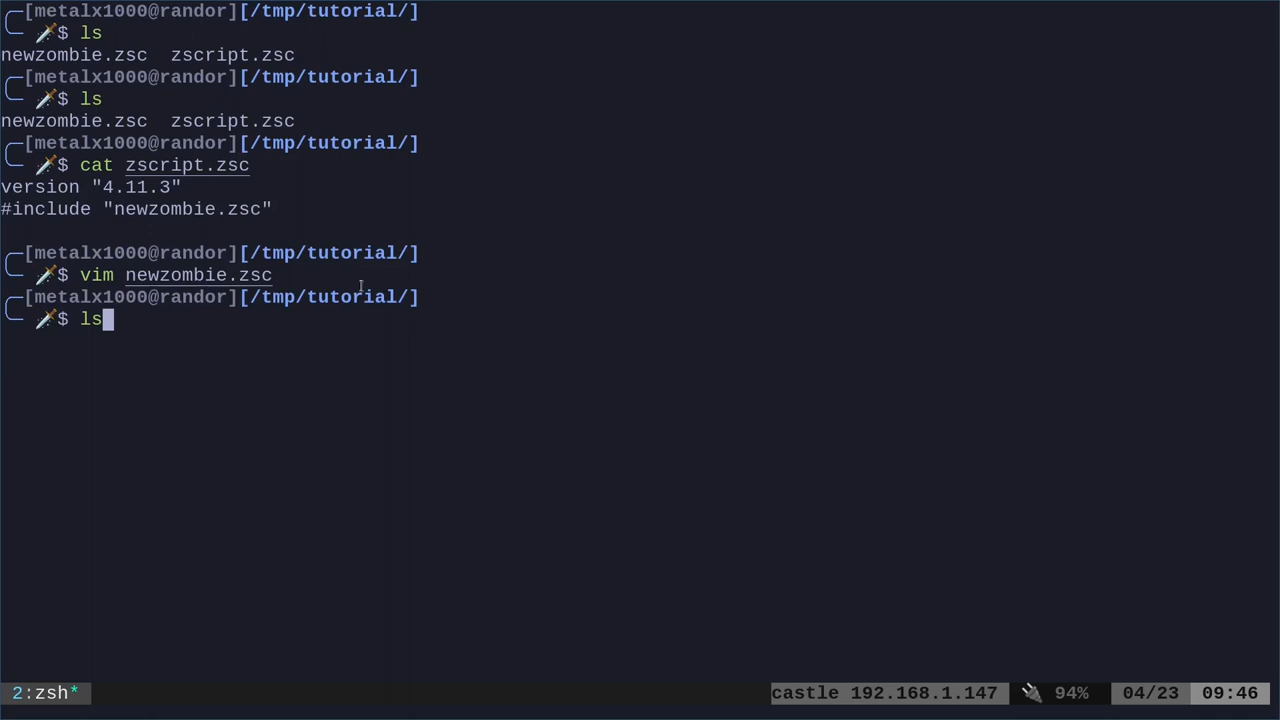 [metalx1000@randor][/tmp/tutorial/]
$ ls
newzombie.zsc  zscript.zsc
[metalx1000@randor][/tmp/tutorial/]
$ ls
newzombie.zsc  zscript.zsc
[metalx1000@randor][/tmp/tutorial/]
$ cat zscript.zsc
version "4.11.3"
#include "newzombie.zsc"
[metalx1000@randor][/tmp/tutorial/]
$ vim newzombie.zsc
[metalx1000@randor][/tmp/tutorial/]
$ ls
2:zsh* castle 192.168.1.147 94% 04/23 09:46